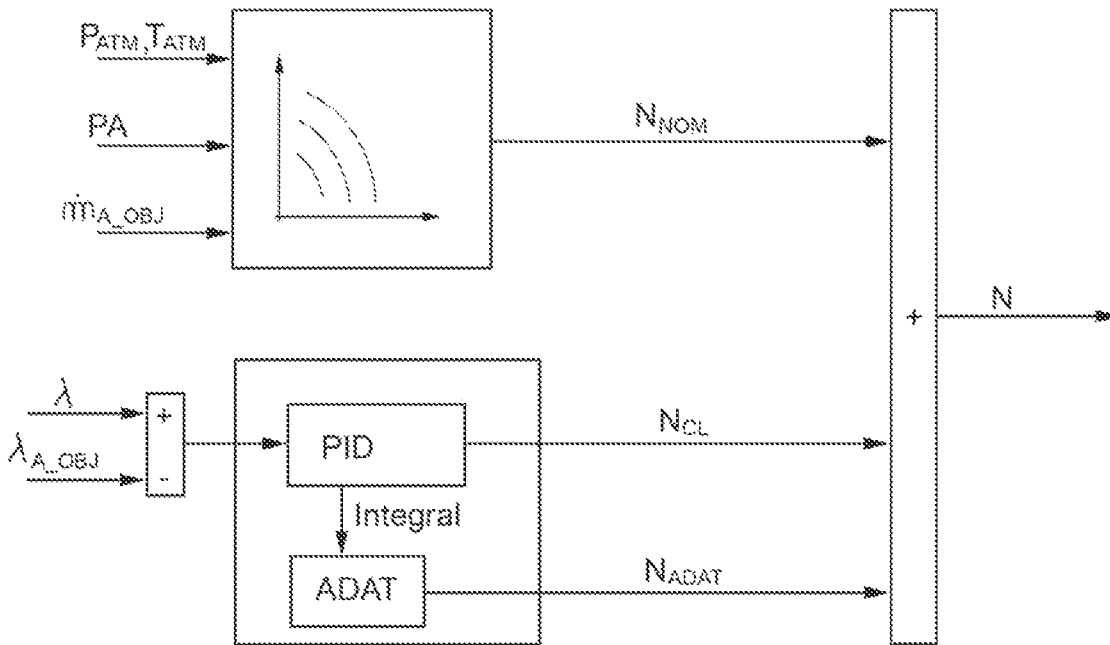 PATM,TATM
PA
ṁA_OBJ
NNOM
N
+
λ
+
λA_OBJ
-
PID
NCL
Integral
ADAT
NADAT